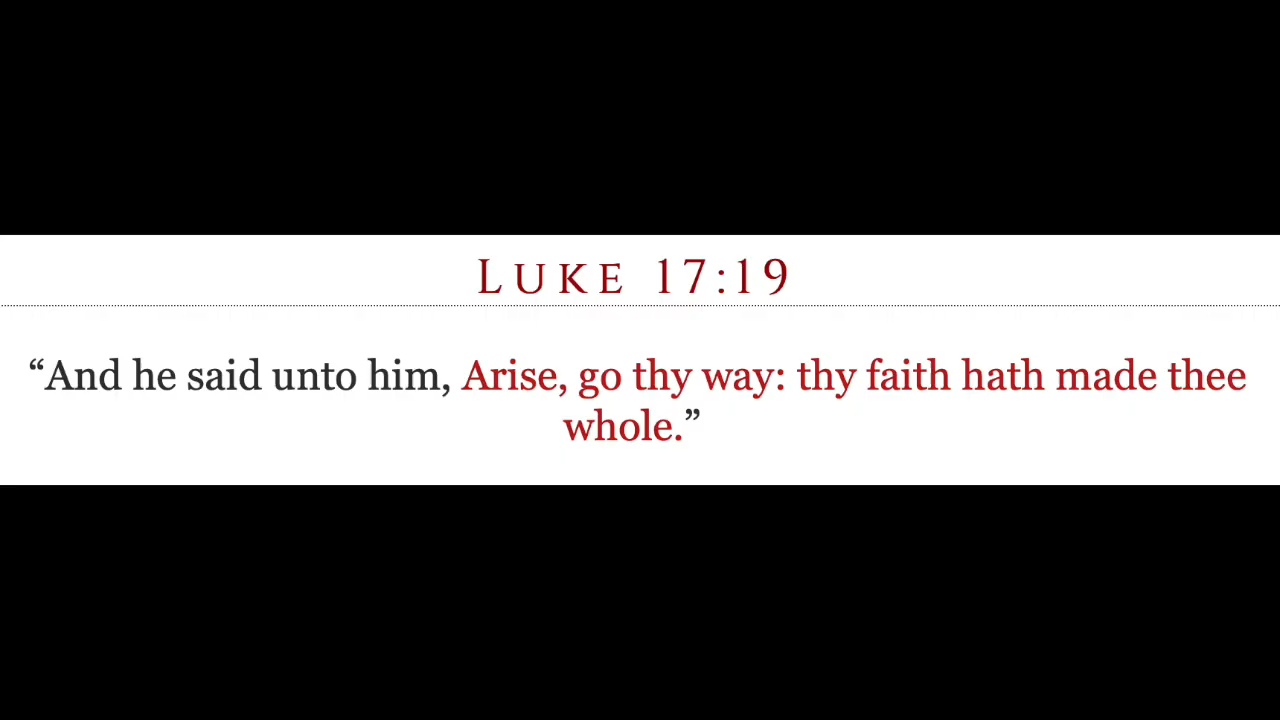 Luke 17:19
“And he said unto him, Arise, go thy way: thy faith hath made thee
whole.”